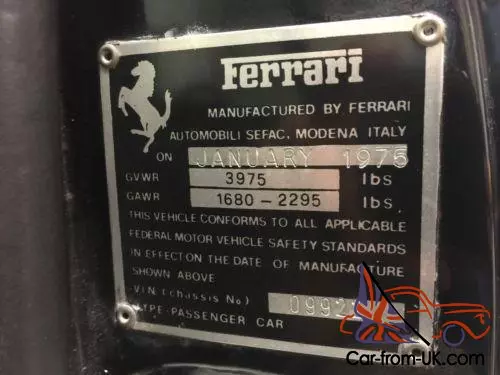 Ferrari
MANUFACTURED BY FERRARI
AUTOMOBILI SEFAC. MODENA ITALY
ON JANUARY 1975
GVWR 3975 lbs
GAWR 1680-2295 lbs.
THIS VEHICLE CONFORMS TO ALL APPLICABLE
FEDERAL MOTOR VEHICLE SAFETY STANDARDS
IN EFFECT ON THE DATE OF MANUFACTURE
SHOWN ABOVE
V.I.N. (chassis No)
TYPE-PASSENGER CAR
Car-from-UK.com